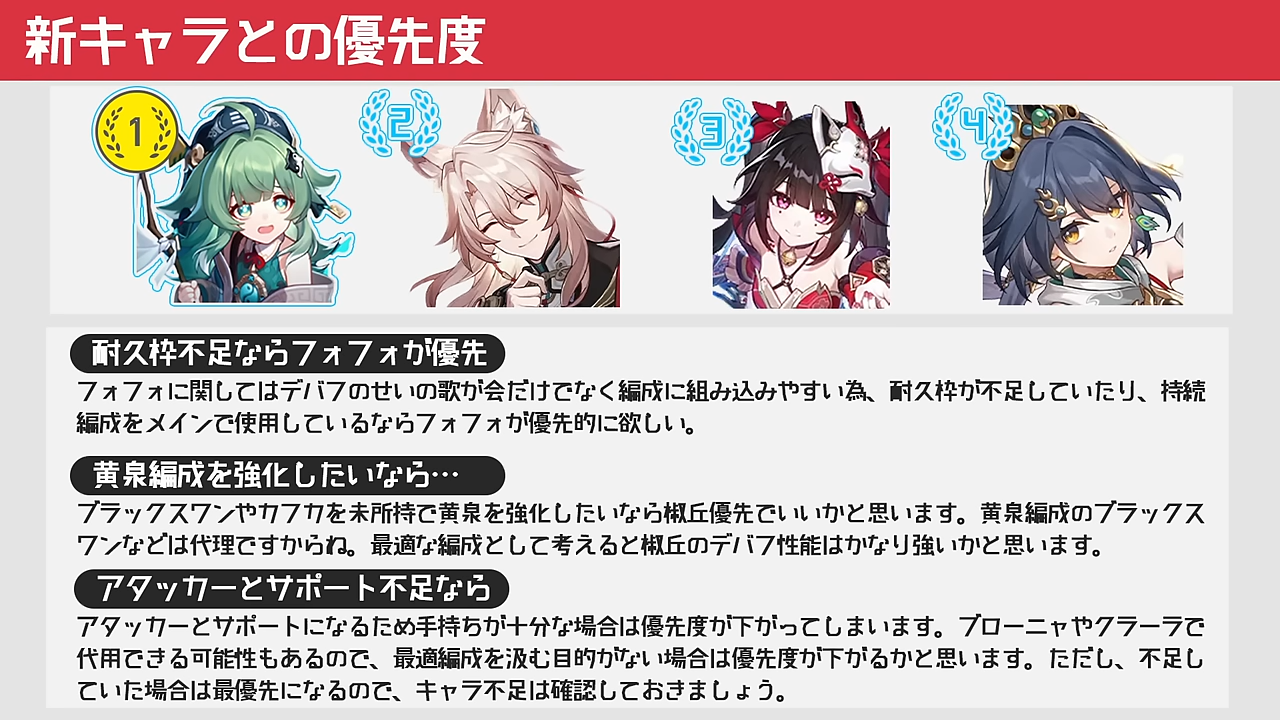 新キャラとの優先度
1
2
3
4
耐久枠不足ならフォフォが優先
フォフォに関してはデバフのせいの歌が会だけでなく編成に組み込みやすい為、耐久枠が不足していたり、持続
編成をメインで使用しているならフォフォが優先的に欲しい。
黄泉編成を強化したいなら…
ブラックスワンやカフカを未所持で黄泉を強化したいなら椒丘優先でいいかと思います。黄泉編成のブラックス
ワンなどは代理ですからね。最適な編成として考えると椒丘のデバフ性能はかなり強いかと思います。
アタッカーとサポート不足なら
アタッカーとサポートになるため手持ちが十分な場合は優先度が下がってしまいます。ブローニャやクラーラで
代用できる可能性もあるので、最適編成を汲む目的がない場合は優先度が下がるかと思います。ただし、不足し
ていた場合は最優先になるので、キャラ不足は確認しておきましょう。